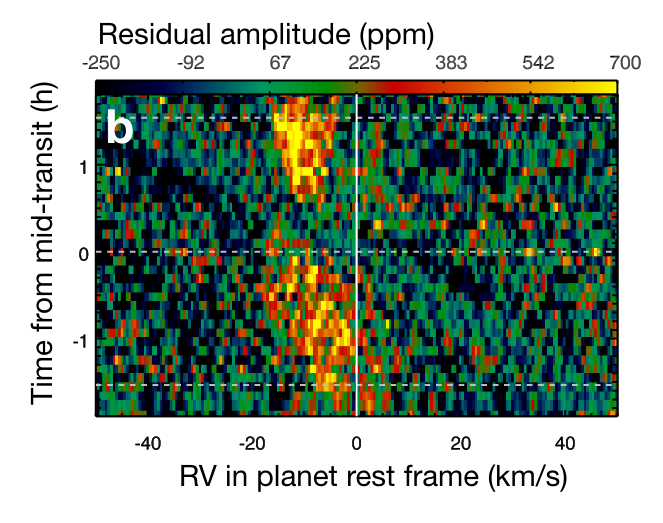 Residual amplitude (ppm)
-250 -92 67 225 383 542 700
b
Time from mid-transit (h)
1
0
-1
-40 -20 0 20 40
RV in planet rest frame (km/s)